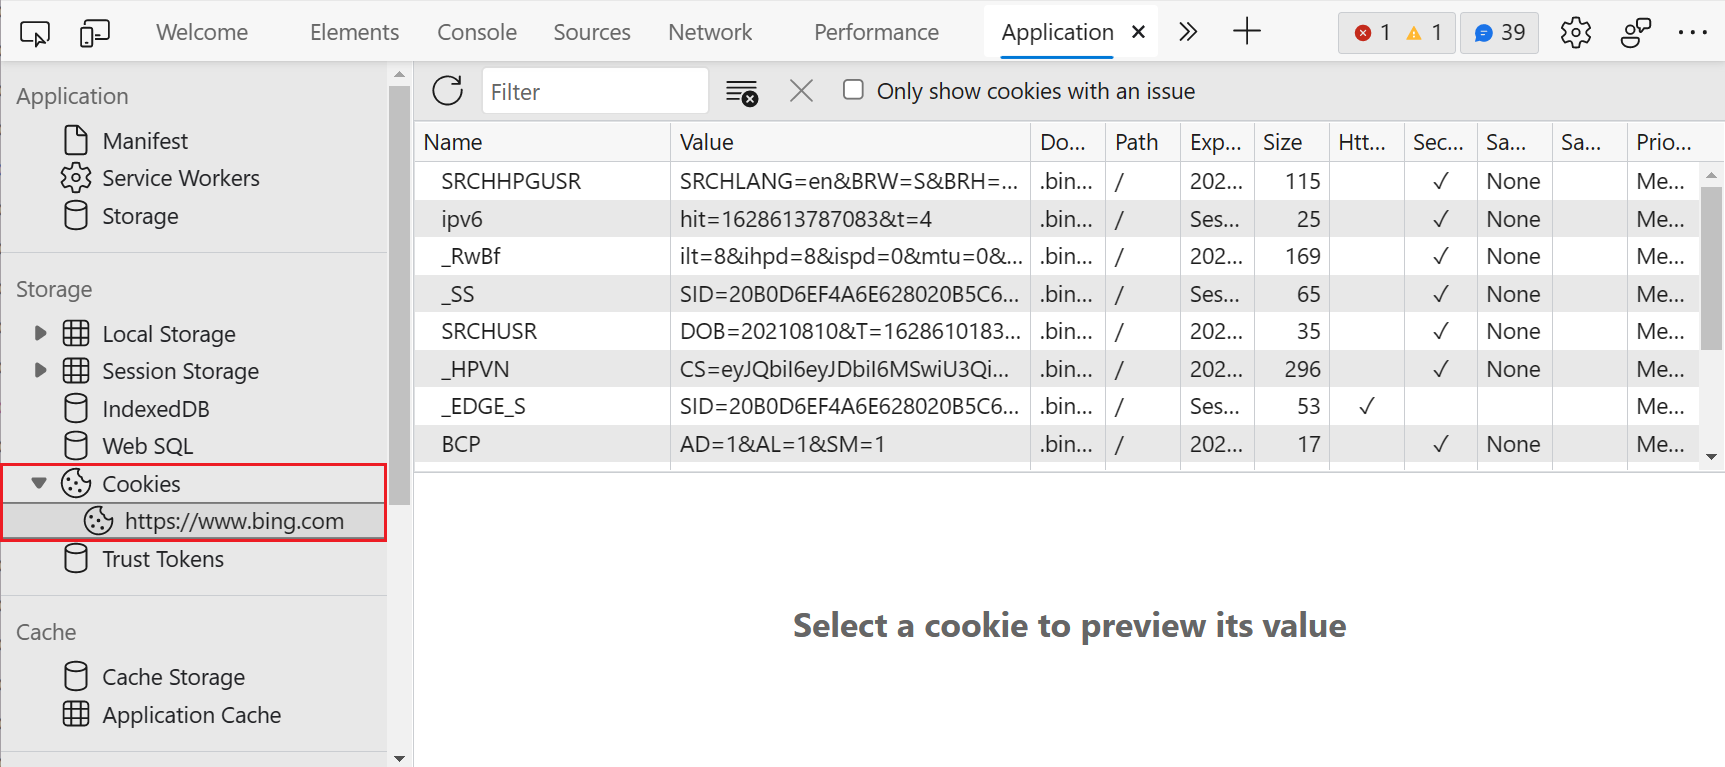 Welcome Elements Console Sources Network Performance Application 1 1 39
Application
Manifest
Service Workers
Storage
Storage
Local Storage
Session Storage
IndexedDB
Web SQL
Cookies
https://www.bing.com
Trust Tokens
Cache
Cache Storage
Application Cache
Filter Only show cookies with an issue
Name Value Do... Path Exp... Size Htt... Sec... Sa... Sa... Prio...
SRCHHPGUSR SRCHLANG=en&BRW=S&BRH=... .bin... / 202... 115 ✓ None Me...
ipv6 hit=1628613787083&t=4 .bin... / Ses... 25 ✓ None Me...
_RwBf ilt=8&ihpd=8&ispd=0&mtu=0&... .bin... / 202... 169 ✓ None Me...
_SS SID=20B0D6EF4A6E628020B5C6... .bin... / Ses... 65 ✓ None Me...
SRCHUSR DOB=20210810&T=1628610183... .bin... / 202... 35 ✓ None Me...
_HPVN CS=eyJQbiI6eyJDbiI6MSwiU3Qi... .bin... / 202... 296 ✓ None Me...
_EDGE_S SID=20B0D6EF4A6E628020B5C6... .bin... / Ses... 53 ✓ Me...
BCP AD=1&AL=1&SM=1 .bin... / 202... 17 ✓ None Me...
Select a cookie to preview its value